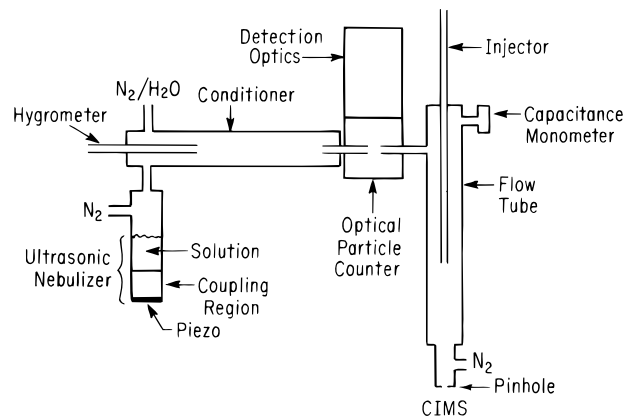 Detection
Optics
Injector
N₂/H₂O
Conditioner
Hygrometer
Capacitance
Monometer
Flow
Tube
N₂
Optical
Particle
Counter
Solution
Ultrasonic
Nebulizer
Coupling
Region
Piezo
N₂
Pinhole
CIMS